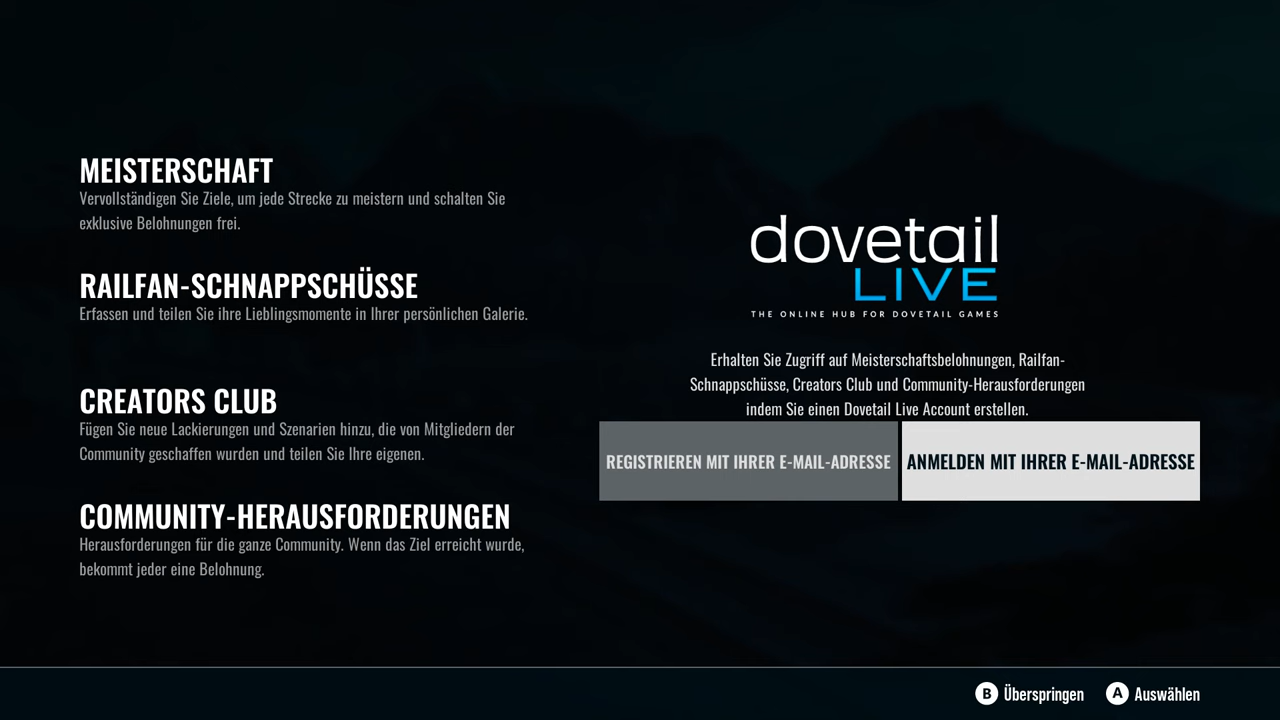 MEISTERSCHAFT
Vervollständigen Sie Ziele, um jede Strecke zu meistern und schalten Sie
exklusive Belohnungen frei.
RAILFAN-SCHNAPPSCHÜSSE
Erfassen und teilen Sie ihre Lieblingsmomente in Ihrer persönlichen Galerie.
CREATORS CLUB
Fügen Sie neue Lackierungen und Szenarien hinzu, die von Mitgliedern der
Community geschaffen wurden und teilen Sie Ihre eigenen.
COMMUNITY-HERAUSFORDERUNGEN
Herausforderungen für die ganze Community. Wenn das Ziel erreicht wurde,
bekommt jeder eine Belohnung.
dovetail
LIVE
THE ONLINE HUB FOR DOVETAIL GAMES
Erhalten Sie Zugriff auf Meisterschaftsbelohnungen, Railfan-
Schnappschüsse, Creators Club und Community-Herausforderungen
indem Sie einen Dovetail Live Account erstellen.
REGISTRIEREN MIT IHRER E-MAIL-ADRESSE
ANMELDEN MIT IHRER E-MAIL-ADRESSE
B Überspringen
A Auswählen